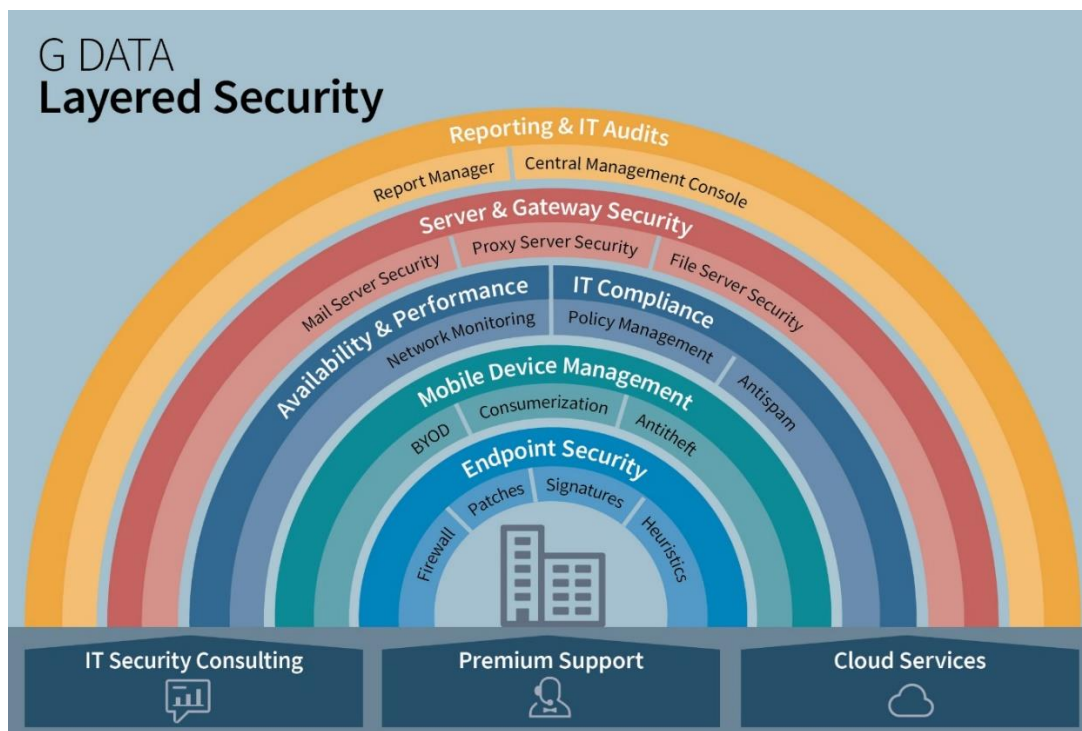 G DATA
Layered Security
Reporting & IT Audits
Report Manager
Central Management Console
Server & Gateway Security
Mail Server Security
Proxy Server Security
File Server Security
Availability & Performance
IT Compliance
Network Monitoring
Policy Management
Antispam
Mobile Device Management
BYOD
Consumerization
Antitheft
Endpoint Security
Firewall
Patches
Signatures
Heuristics
IT Security Consulting
Premium Support
Cloud Services